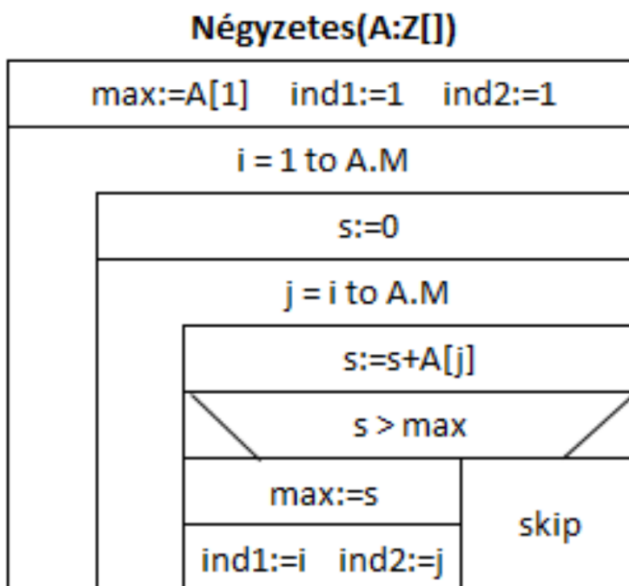 Négyzetes(A:Z[])
max:=A[1] ind1:=1 ind2:=1
i = 1 to A.M
s:=0
j = i to A.M
s:=s+A[j]
s > max
max:=s
skip
ind1:=i ind2:=j